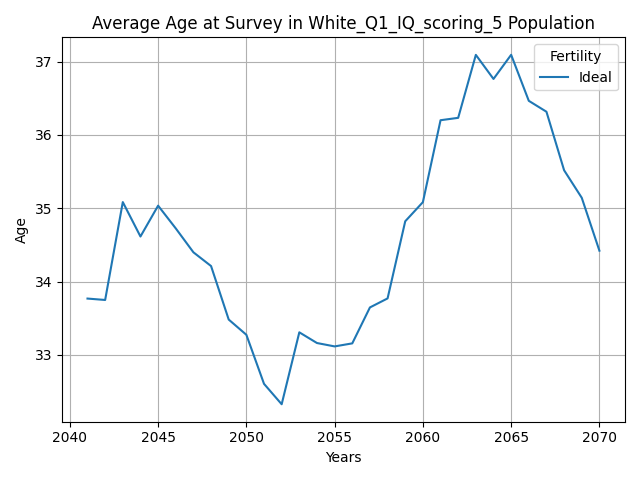 Average Age at Survey in White_Q1_IQ_scoring_5 Population
Fertility
Ideal
37
36
35
34
33
Age
2040 2045 2050 2055 2060 2065 2070
Years